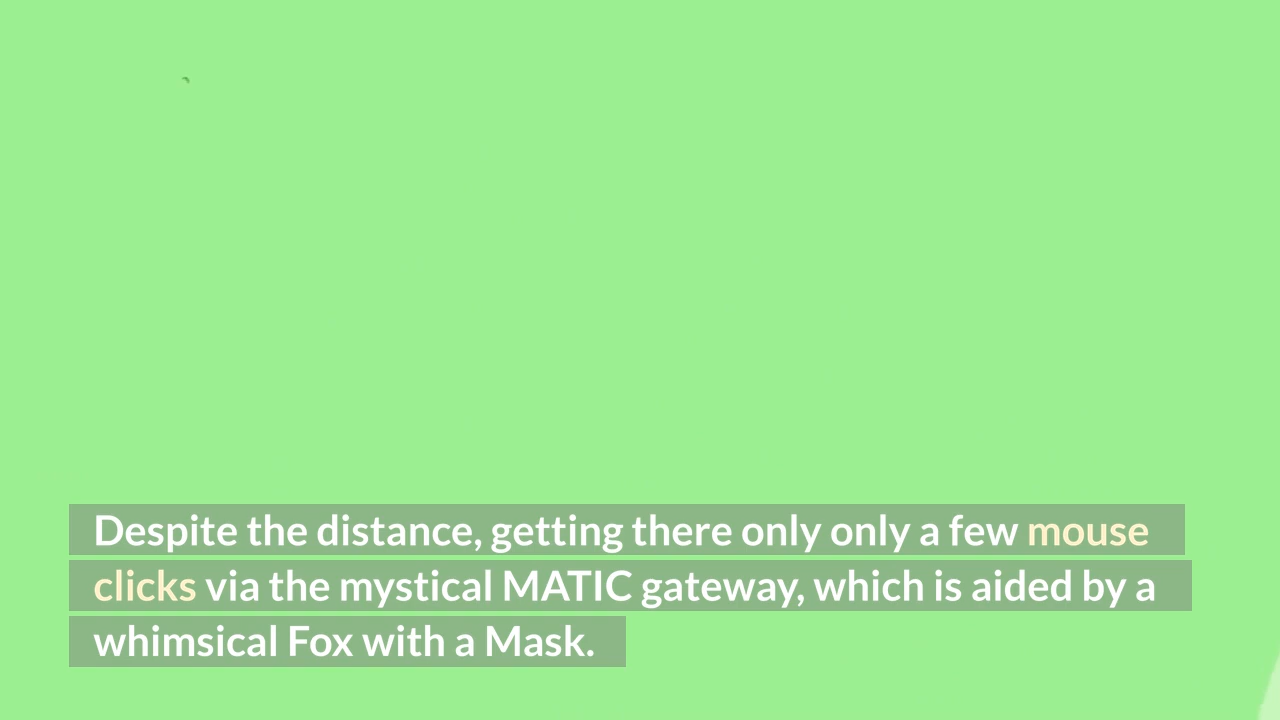 Despite the distance, getting there only only a few mouse
clicks via the mystical MATIC gateway, which is aided by a
whimsical Fox with a Mask.